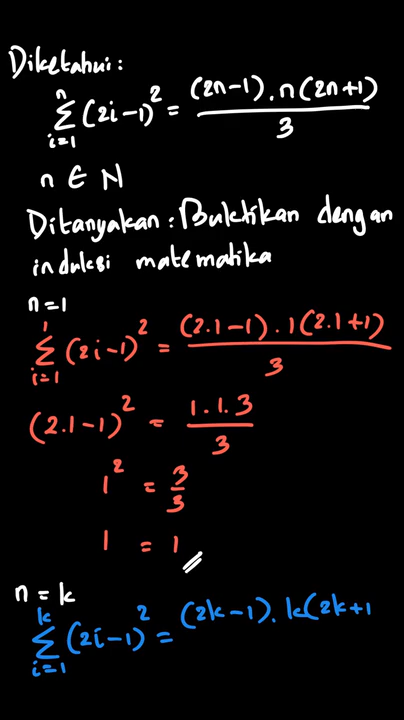 Diketahui:
n
Σ (2i-1)² = (2n-1).n(2n+1)
i=1 3
n ∈ N
Ditanyakan: Buktikan dengan
induksi matematika
n=1
1
Σ (2i-1)² = (2.1-1).1(2.1+1)
i=1 3
(2.1-1)² = 1.1.3
3
1² = 3
3
1 = 1 //
n = k
k
Σ (2i-1)² = (2k-1).k(2k+1
i=1